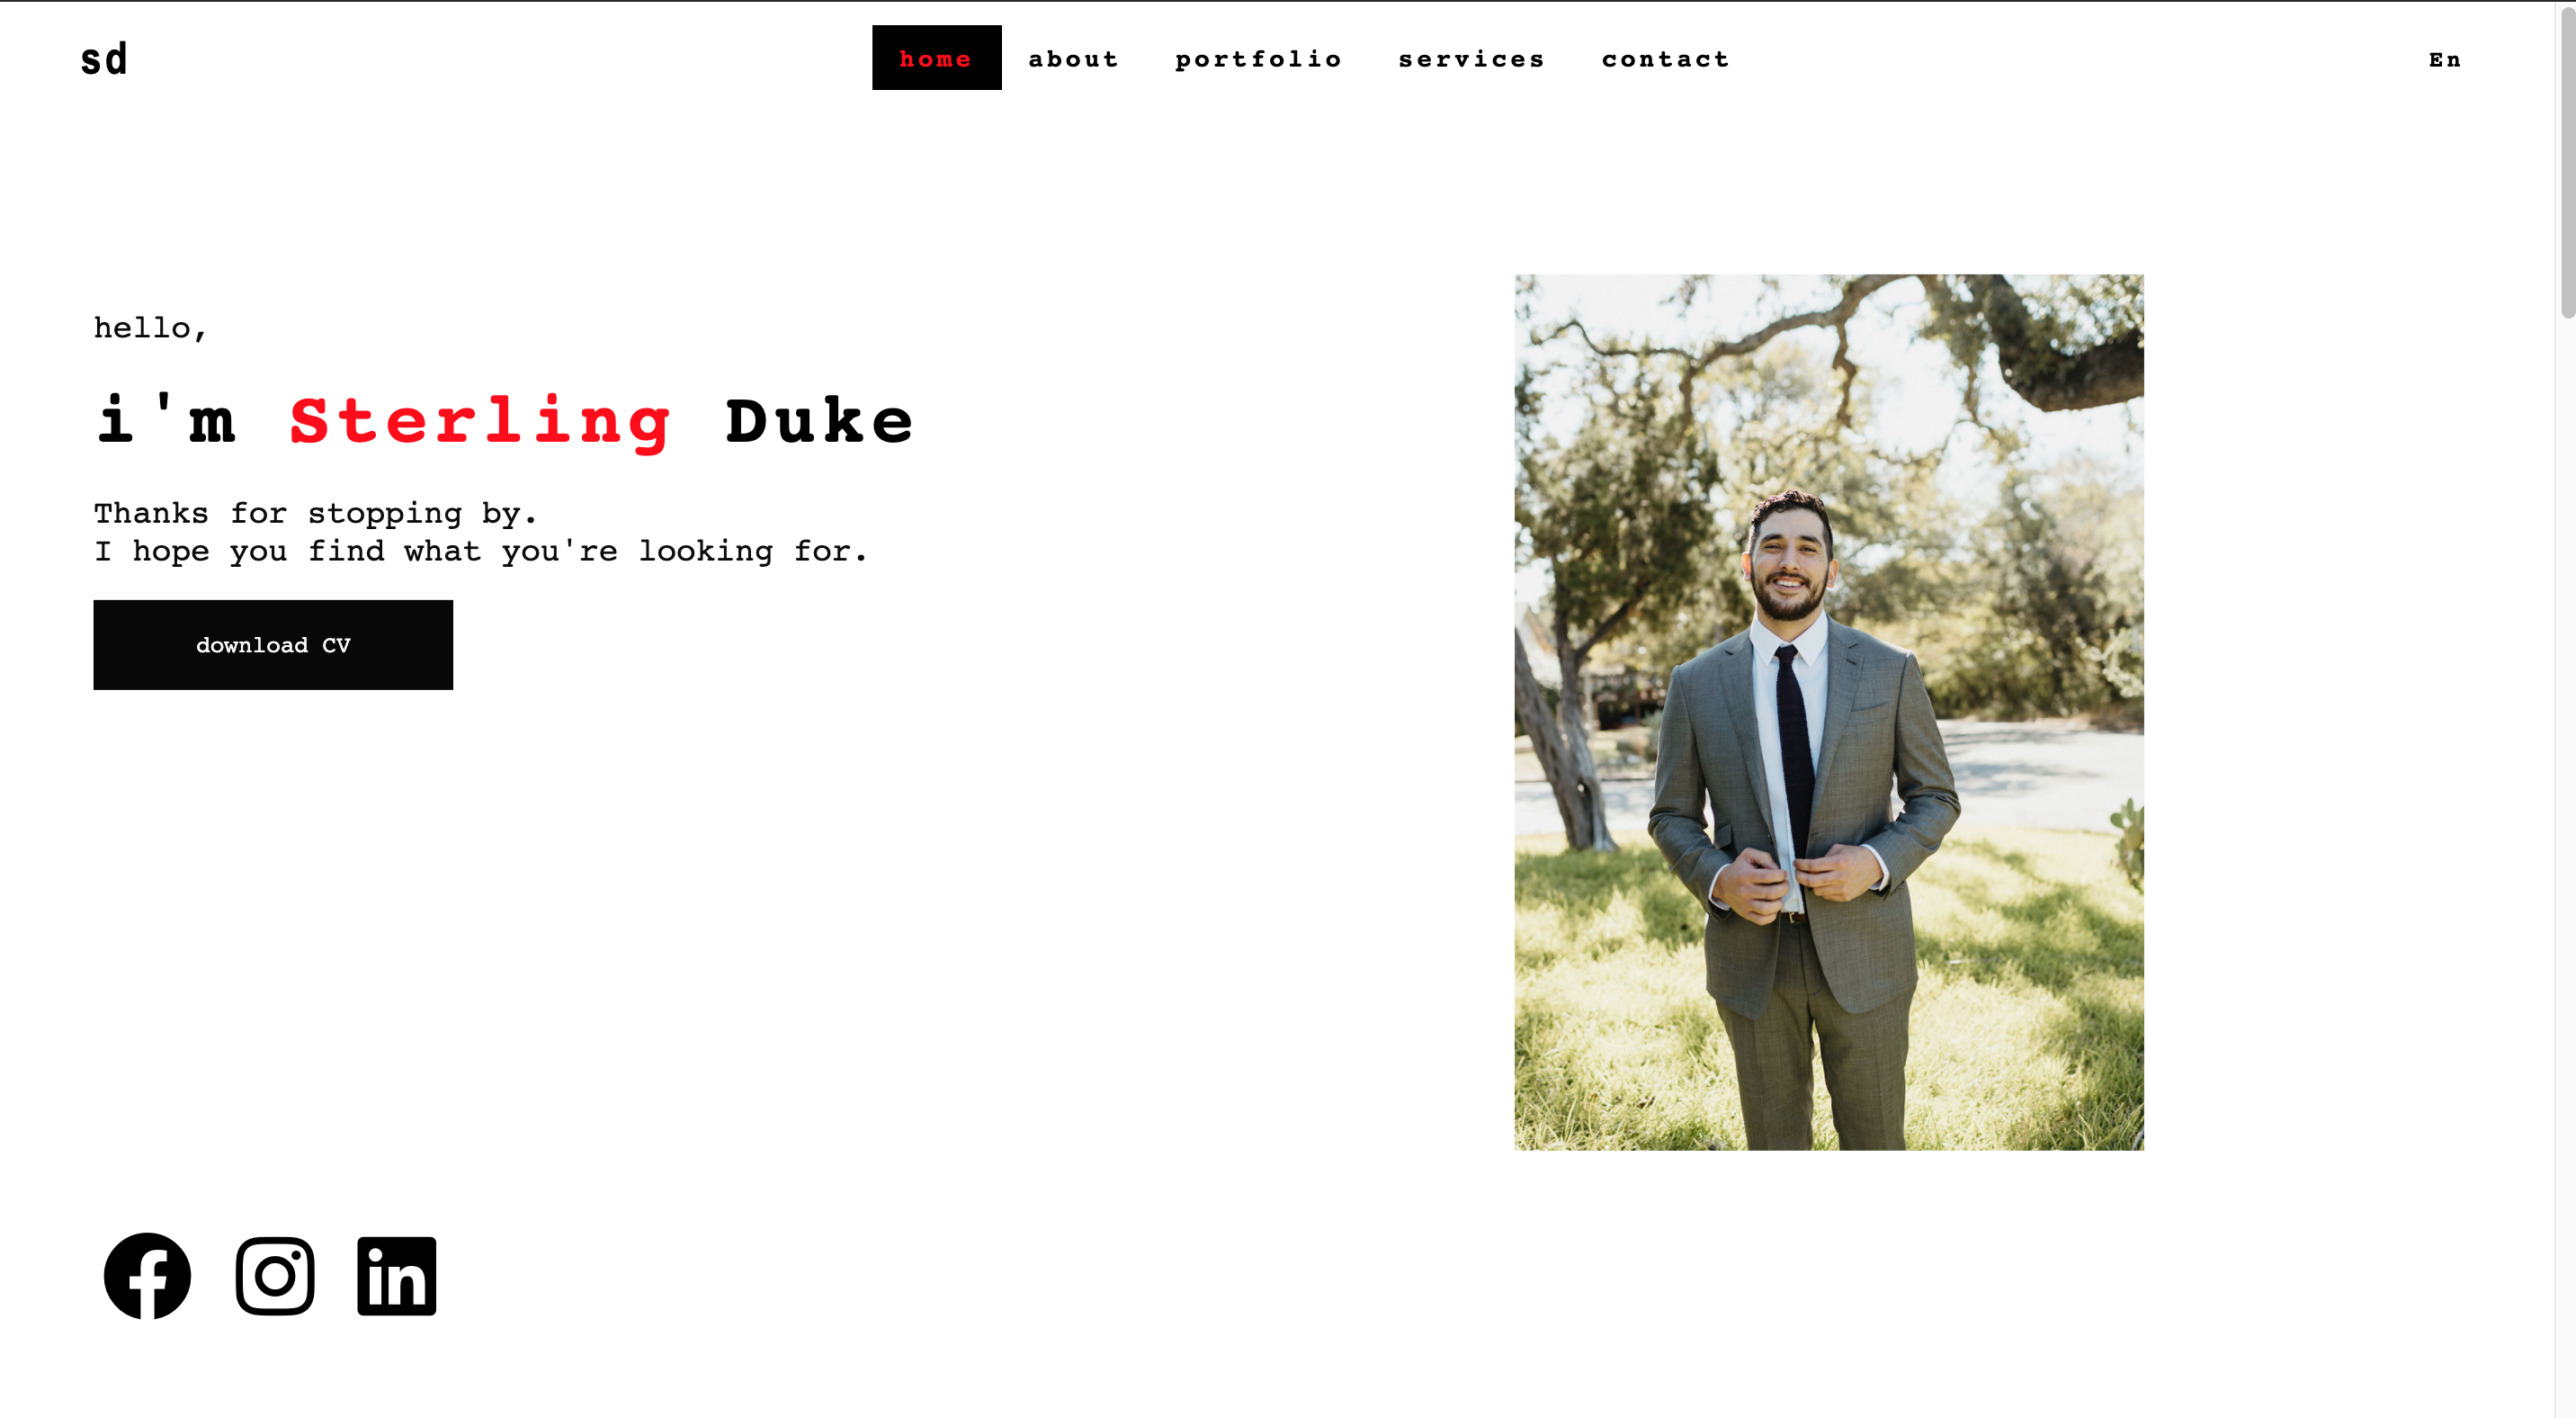 sd
home about portfolio services contact
En
hello,
i'm Sterling Duke
Thanks for stopping by.
I hope you find what you're looking for.
download CV
in